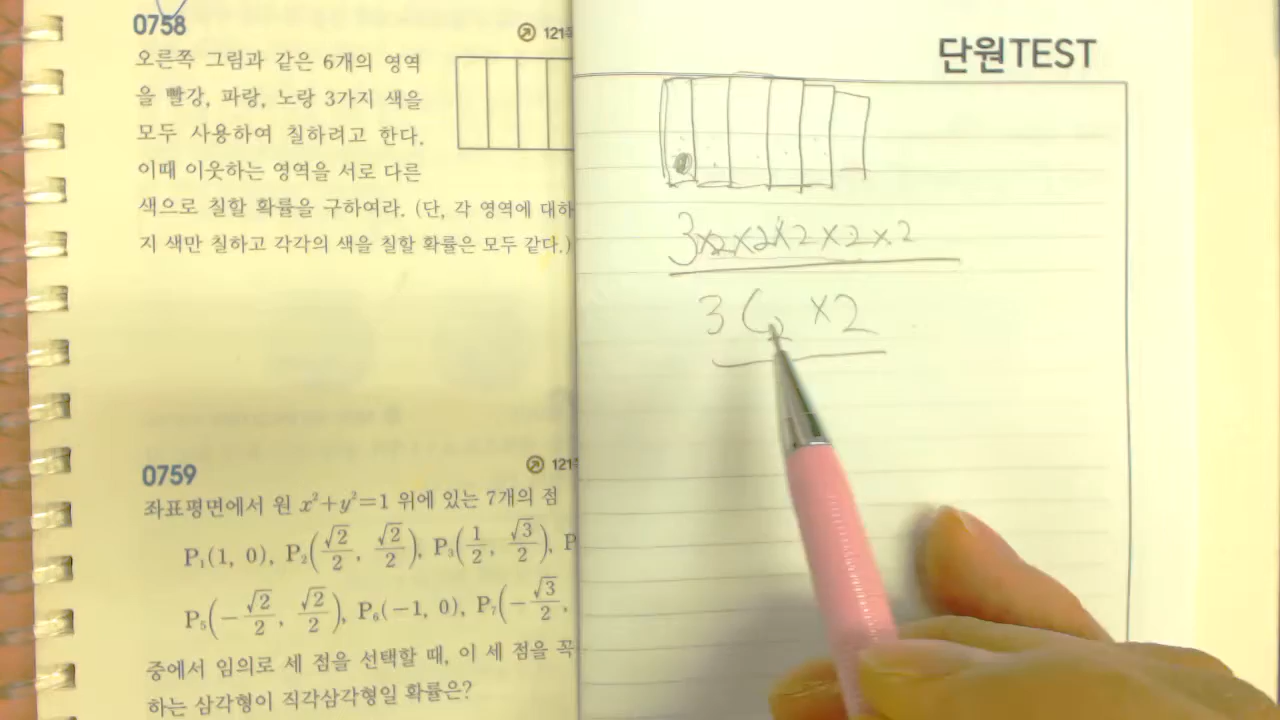 0758
121
오른쪽 그림과 같은 6개의 영역
을 빨강, 파랑, 노랑 3가지 색을
모두 사용하여 칠하려고 한다.
이때 이웃하는 영역을 서로 다른
색으로 칠할 확률을 구하여라. (단, 각 영역에 대하
지 색만 칠하고 각각의 색을 칠할 확률은 모두 같다.)
0759
121
좌표평면에서 원 x²+y²=1 위에 있는 7개의 점
P₁(1, 0), P₂(√2/2, √2/2), P₃(1/2, √3/2), P
P₅(-√2/2, √2/2), P₆(-1, 0), P₇(-√3/2,
중에서 임의로 세 점을 선택할 때, 이 세 점을 꼭
하는 삼각형이 직각삼각형일 확률은?
단원TEST
3×2×2×2×2×2
3C₂ ×2